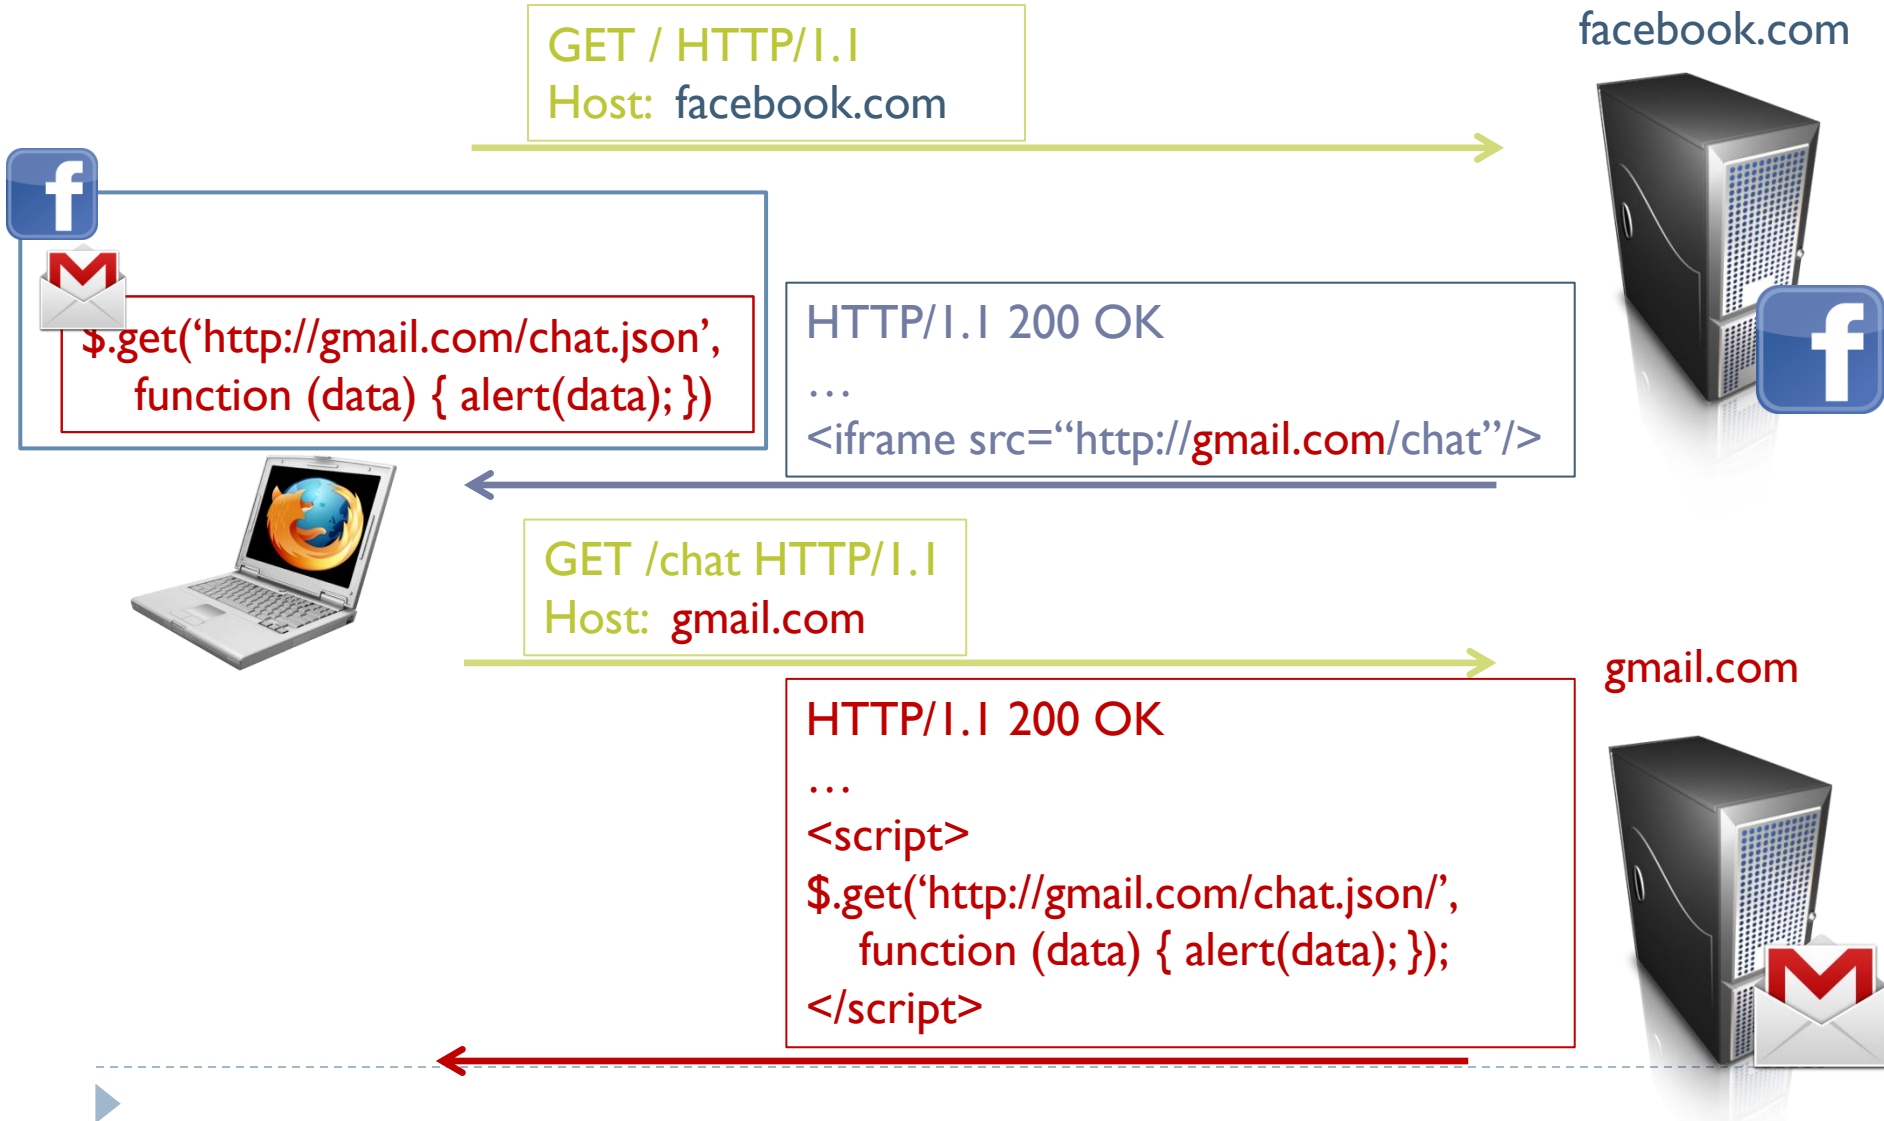 facebook.com
GET / HTTP/1.1
Host: facebook.com
f
$.get(‘http://gmail.com/chat.json’,
function (data) { alert(data); })
HTTP/1.1 200 OK
…
<iframe src=“http://gmail.com/chat”/>
f
GET /chat HTTP/1.1
Host: gmail.com
gmail.com
HTTP/1.1 200 OK
…
<script>
$.get(‘http://gmail.com/chat.json/’,
function (data) { alert(data); });
</script>